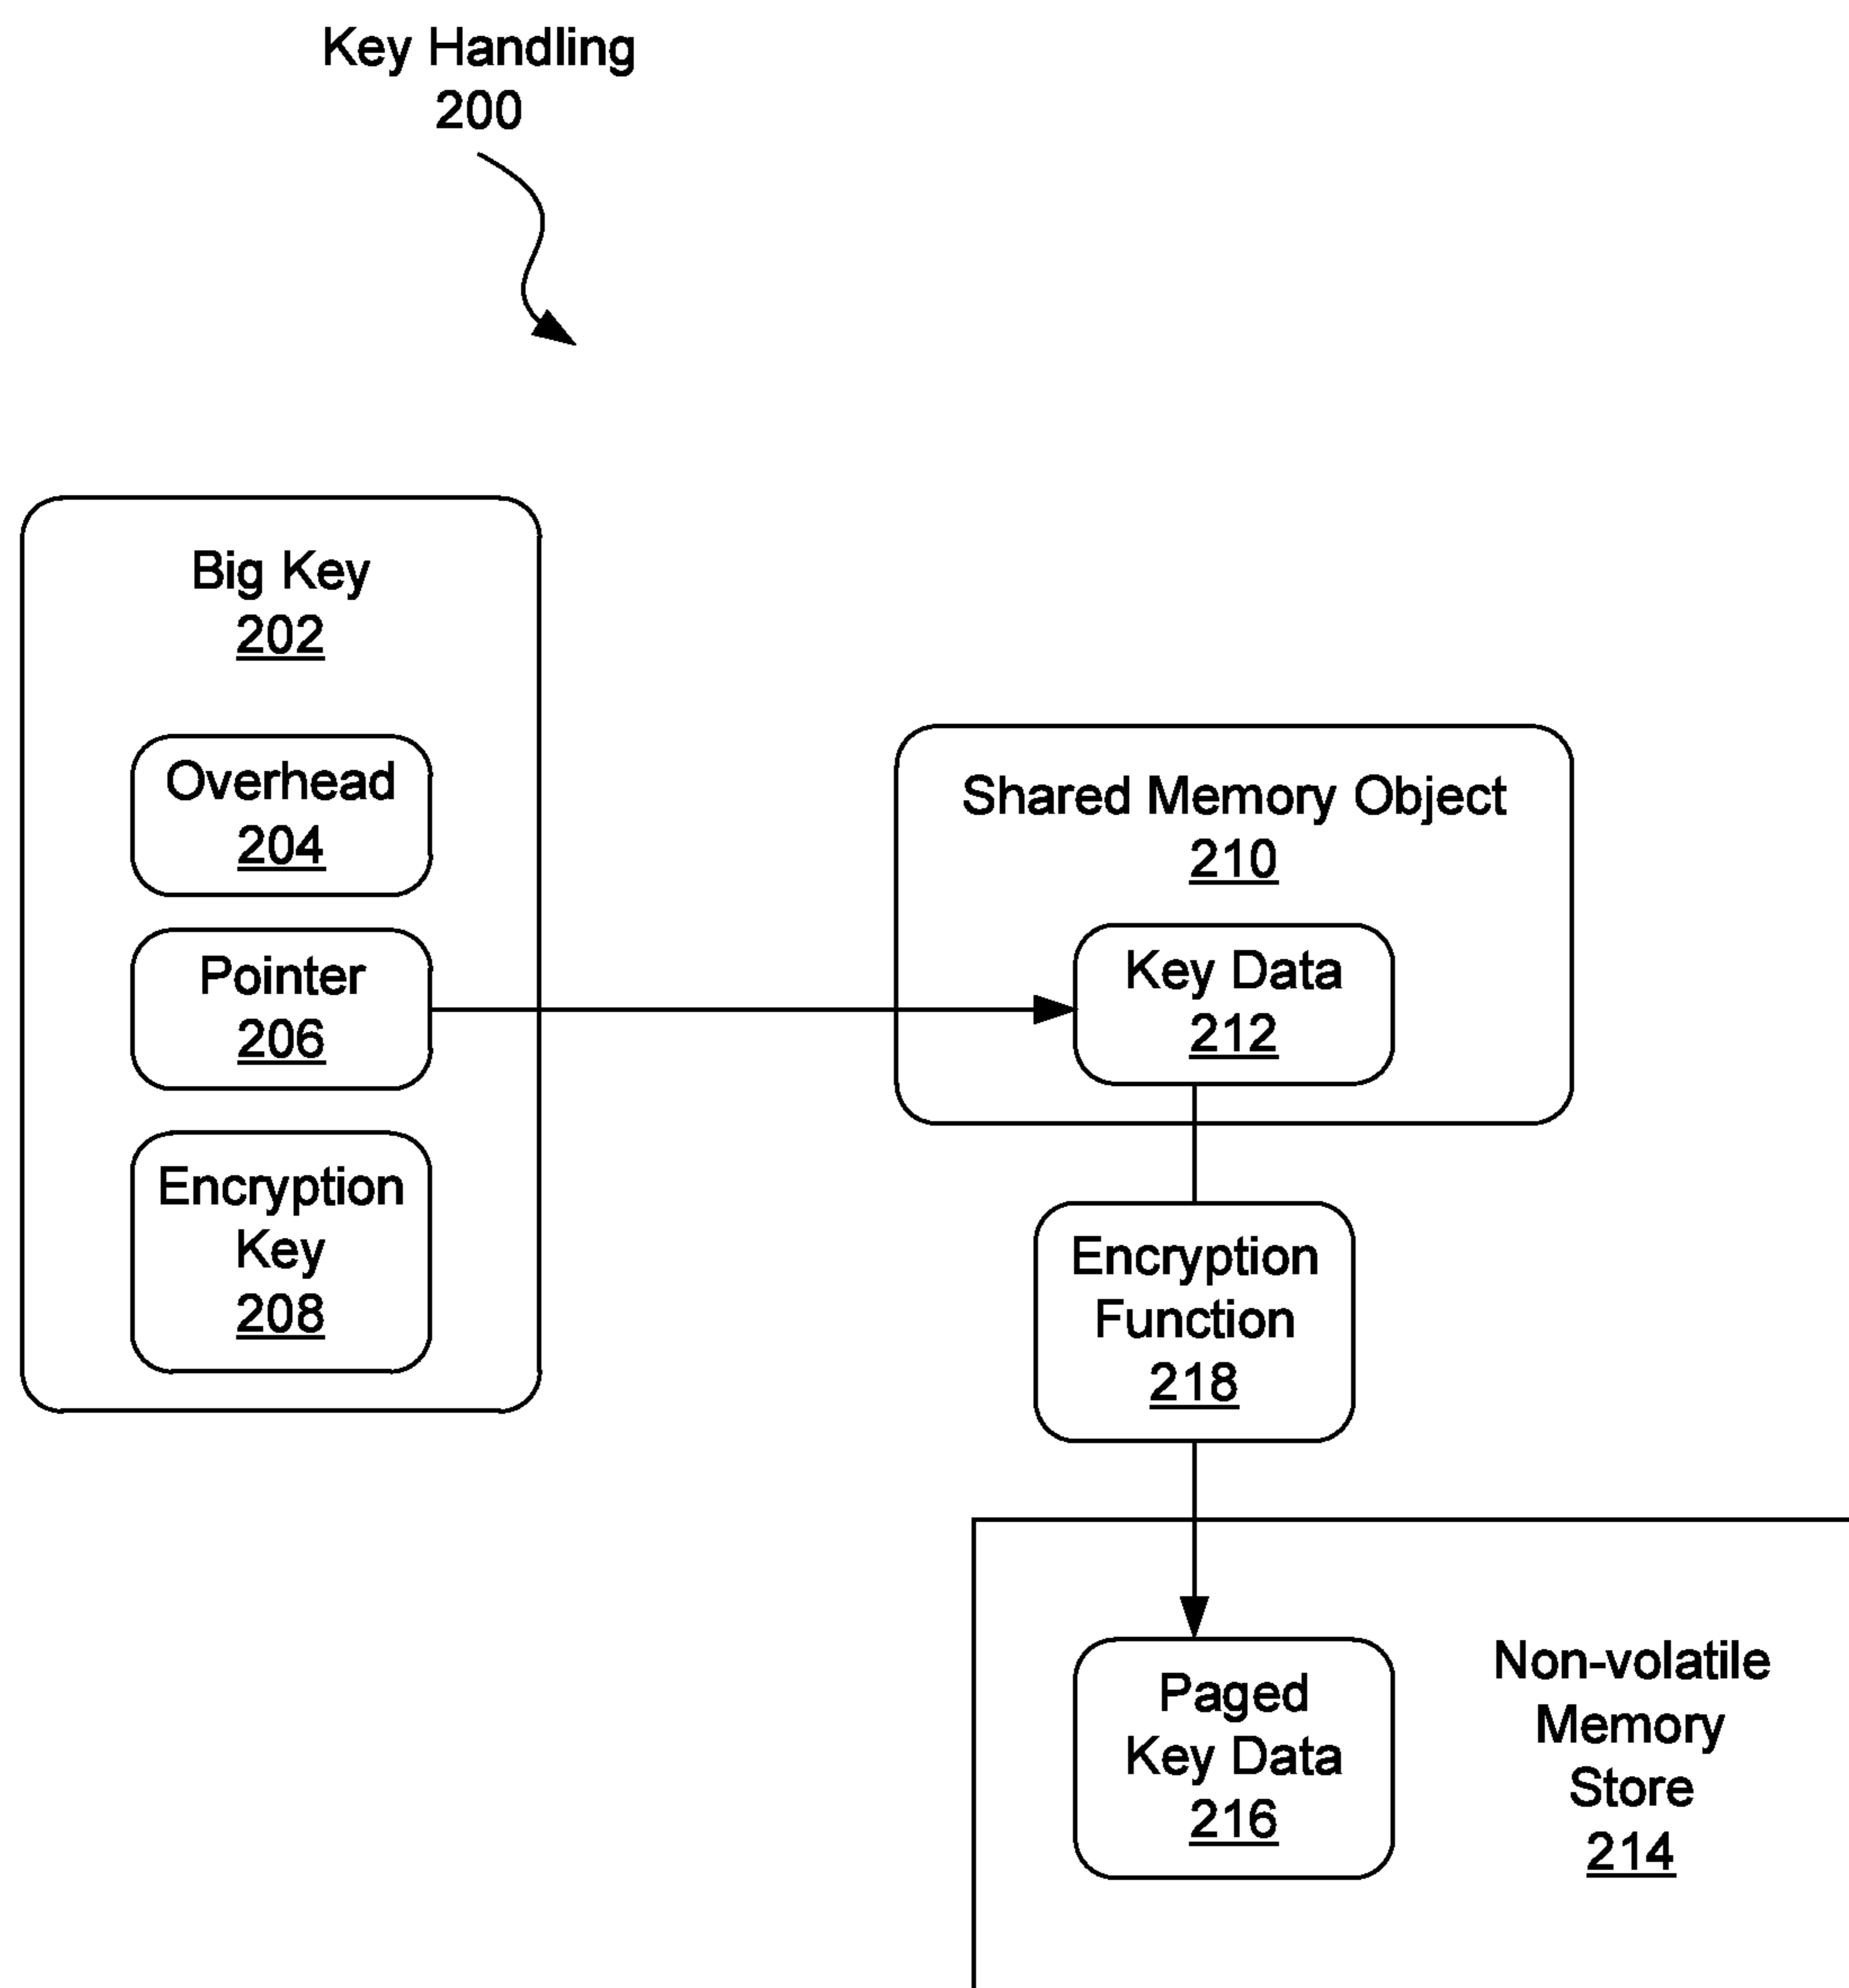 Key Handling
200
Big Key
202
Overhead
204
Pointer
206
Encryption
Key
208
Shared Memory Object
210
Key Data
212
Encryption
Function
218
Paged
Key Data
216
Non-volatile
Memory
Store
214